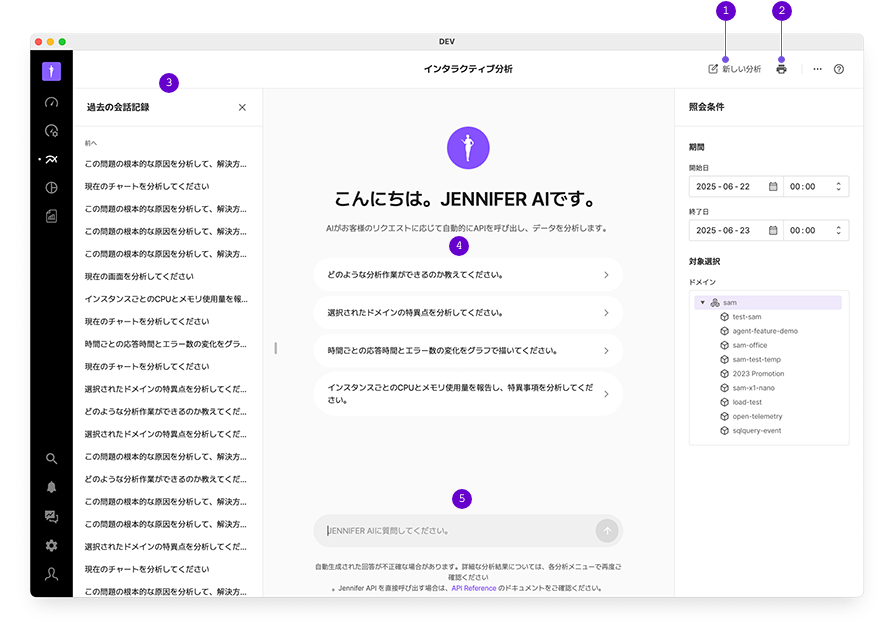 1
2
DEV
インタラクティブ分析
新しい分析
3
過去の会話記録
前へ
この問題の根本的な原因を分析して、解決方...
現在のチャートを分析してください
この問題の根本的な原因を分析して、解決方...
この問題の根本的な原因を分析して、解決方...
この問題の根本的な原因を分析して、解決方...
現在の画面を分析してください
インスタンスごとのCPUとメモリ使用量を報...
現在のチャートを分析してください
時間ごとの応答時間とエラー数の変化をグラ...
現在のチャートを分析してください
選択されたドメインの特異点を分析してくだ...
どのような分析作業ができるのか教えてくだ...
選択されたドメインの特異点を分析してくだ...
この問題の根本的な原因を分析して、解決方...
どのような分析作業ができるのか教えてくだ...
この問題の根本的な原因を分析して、解決方...
この問題の根本的な原因を分析して、解決方...
選択されたドメインの特異点を分析してくだ...
現在のチャートを分析してください
この問題の根本的な原因を分析して、解決方...
こんにちは。JENNIFER AIです。
AIがお客様のリクエストに応じて自動的にAPIを呼び出し、データを分析します。
4
どのような分析作業ができるのか教えてください。
選択されたドメインの特異点を分析してください。
時間ごとの応答時間とエラー数の変化をグラフで描いてください。
インスタンスごとのCPUとメモリ使用量を報告し、特異事項を分析してくだ
さい。
5
JENNIFER AIに質問してください。
自動生成された回答が不正確な場合があります。詳細な分析結果については、各分析メニューで再度ご
確認ください
。Jennifer API を直接呼び出す場合は、API Reference のドキュメントをご確認ください。
照会条件
期間
開始日
2025 - 06 - 22 00 : 00
終了日
2025 - 06 - 23 00 : 00
対象選択
ドメイン
sam
test-sam
agent-feature-demo
sam-office
sam-test-temp
2023 Promotion
sam-x1-nano
load-test
open-telemetry
sqlquery-event